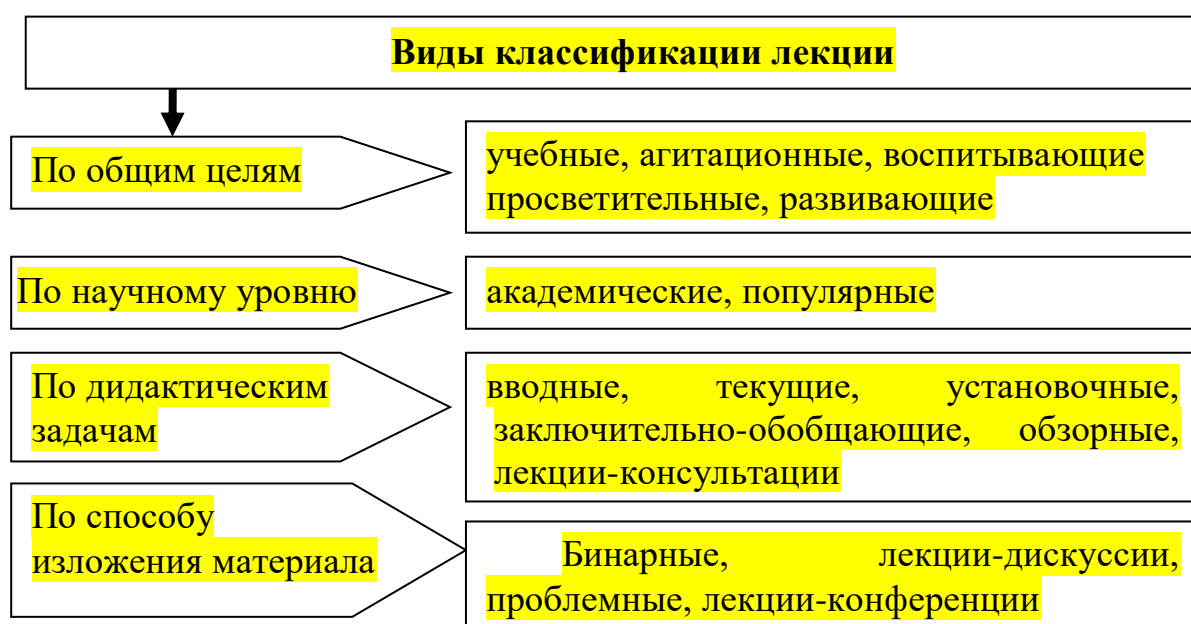 Виды классификации лекции
По общим целям
учебные, агитационные, воспитывающие
просветительные, развивающие
По научному уровню
академические, популярные
По дидактическим
задачам
вводные, текущие, установочные,
заключительно-обобщающие, обзорные,
лекции-консультации
По способу
изложения материала
Бинарные, лекции-дискуссии,
проблемные, лекции-конференции